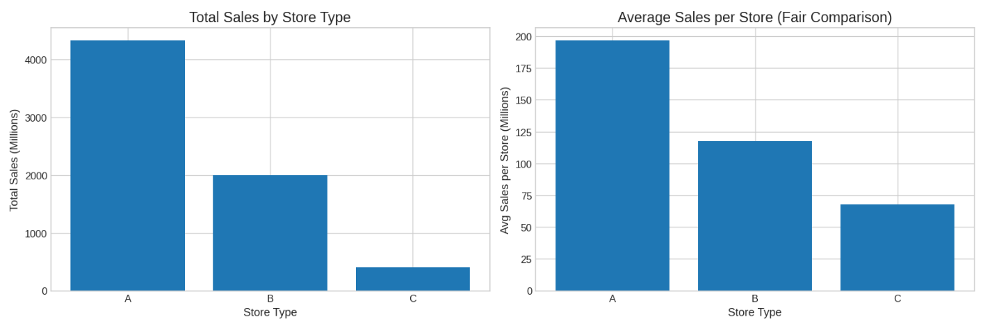 Total Sales by Store Type
Total Sales (Millions)
4000
3000
2000
1000
0
A B C
Store Type
Average Sales per Store (Fair Comparison)
Avg Sales per Store (Millions)
200
175
150
125
100
75
50
25
0
A B C
Store Type